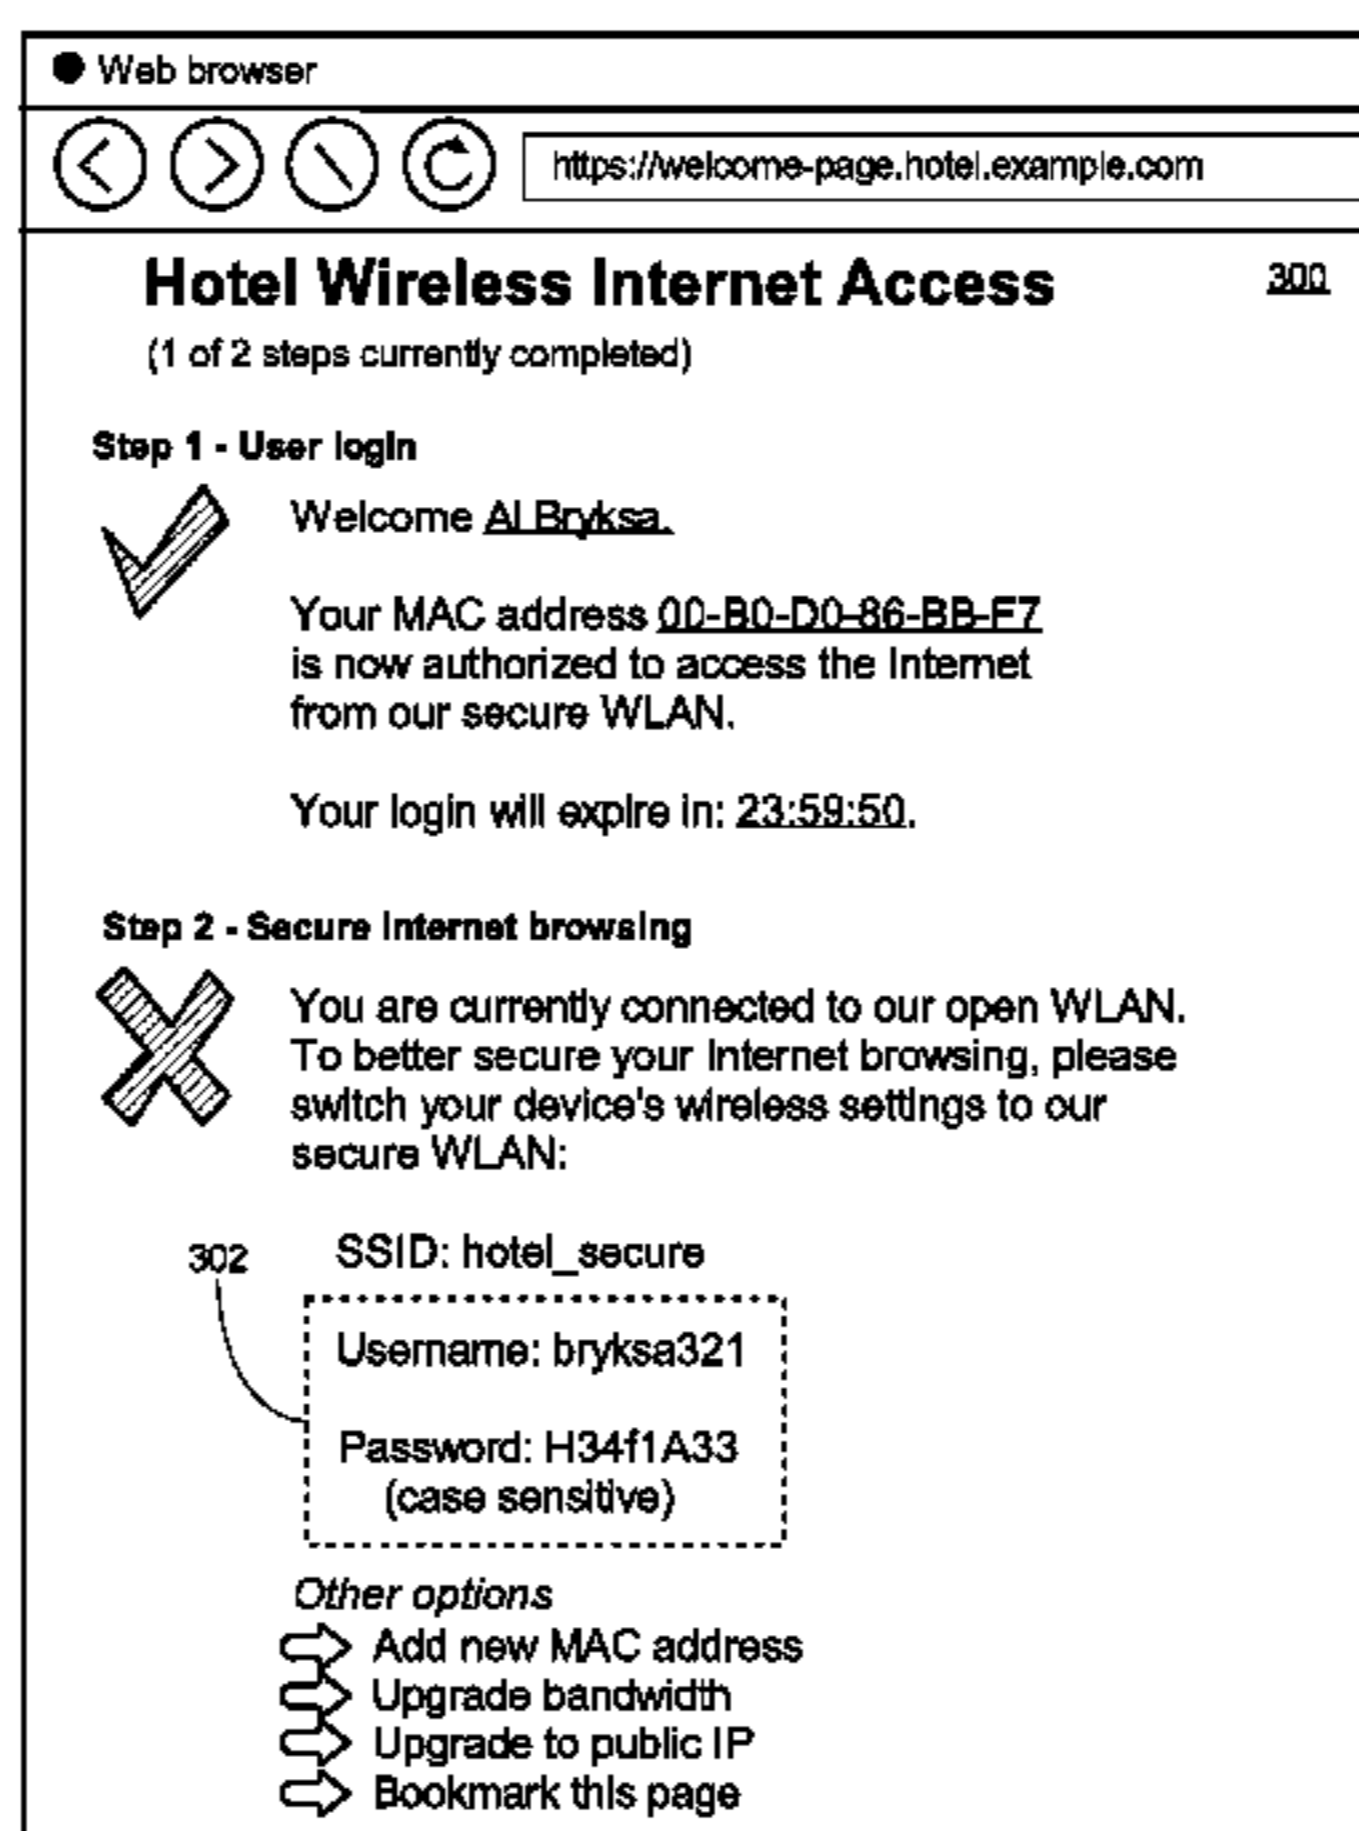 Web browser
https://welcome-page.hotel.example.com
Hotel Wireless Internet Access
300
(1 of 2 steps currently completed)
Step 1 - User login
Welcome Al Bryksa.
Your MAC address 00-B0-D0-86-BB-F7
is now authorized to access the Internet
from our secure WLAN.
Your login will expire in: 23:59:50.
Step 2 - Secure Internet browsing
You are currently connected to our open WLAN.
To better secure your Internet browsing, please
switch your device's wireless settings to our
secure WLAN:
302
SSID: hotel_secure
Username: bryksa321
Password: H34f1A33
(case sensitive)
Other options
Add new MAC address
Upgrade bandwidth
Upgrade to public IP
Bookmark this page